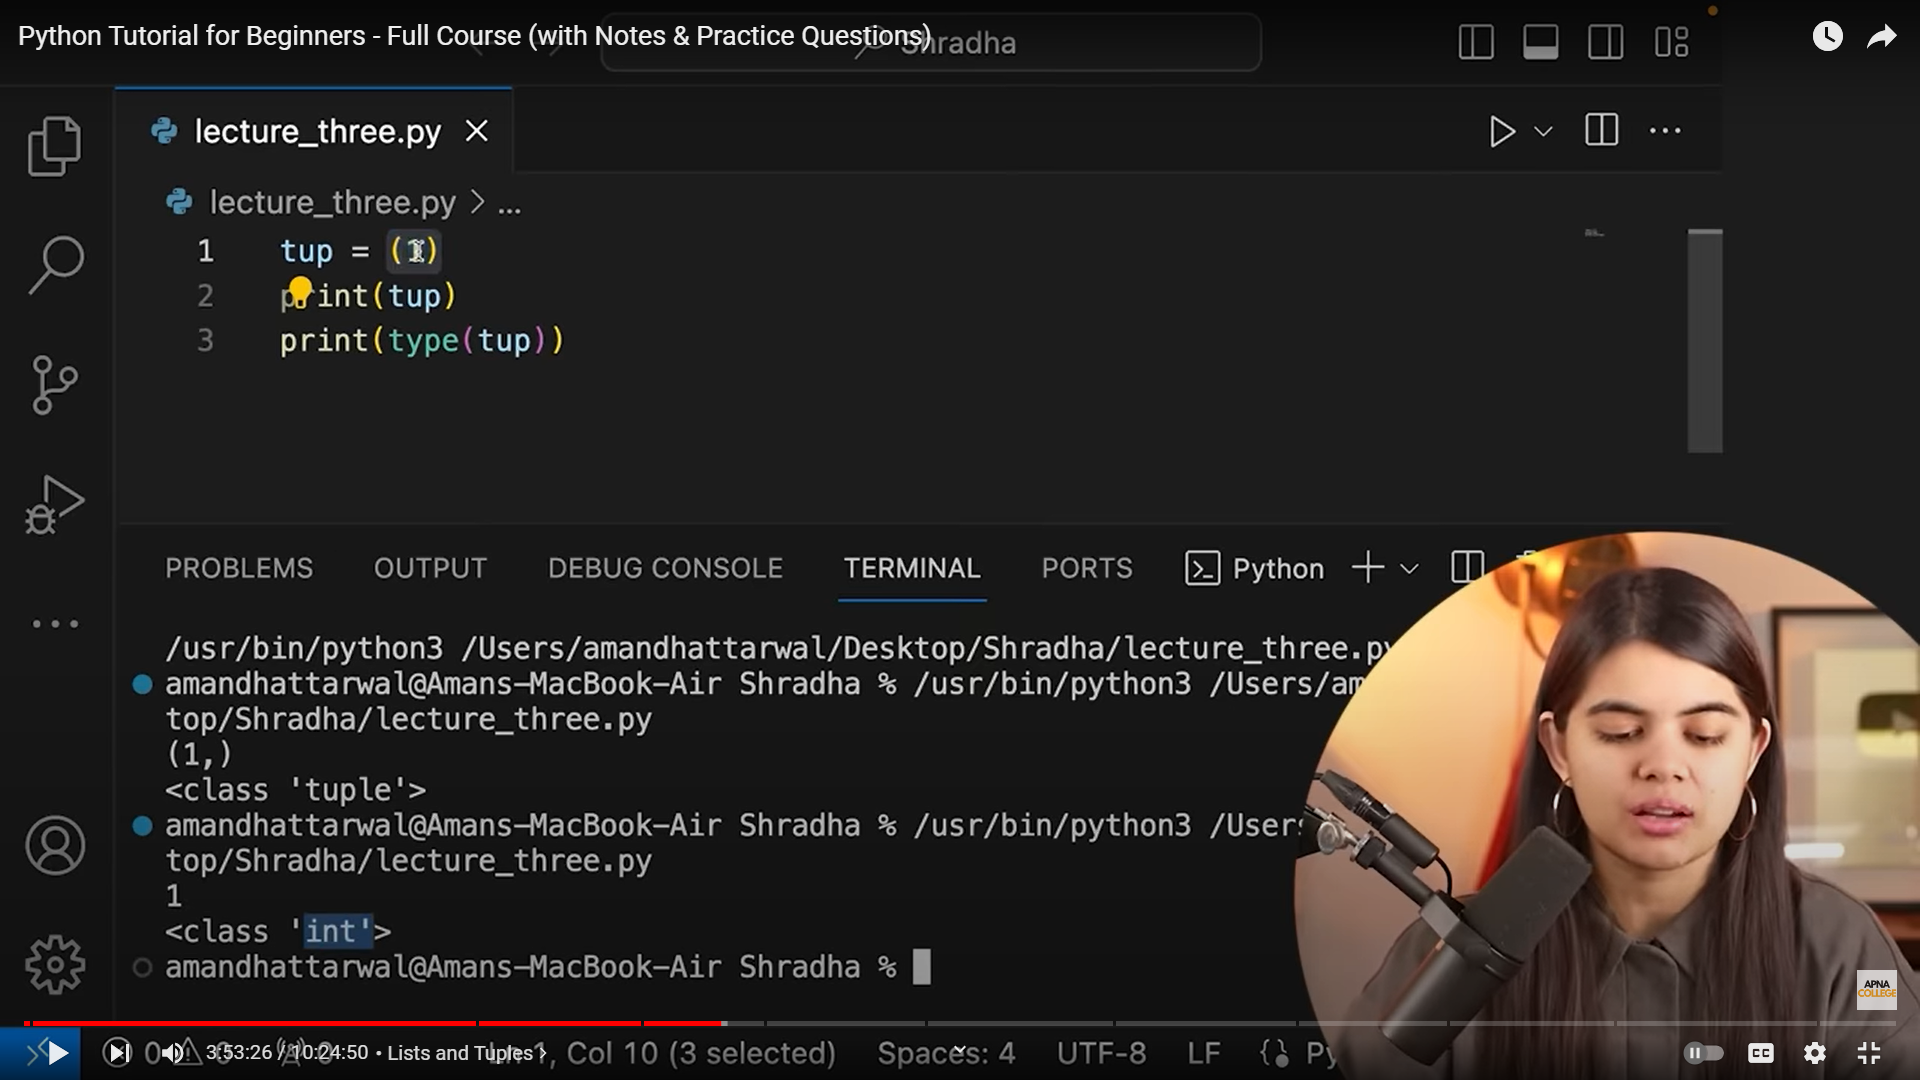 Python Tutorial for Beginners - Full Course (with Notes & Practice Questions)
Shradha
lecture_three.py
lecture_three.py > ...
1 tup = (1)
2 print(tup)
3 print(type(tup))
PROBLEMS OUTPUT DEBUG CONSOLE TERMINAL PORTS Python
/usr/bin/python3 /Users/amandhattarwal/Desktop/Shradha/lecture_three.py
amandhattarwal@Amans-MacBook-Air Shradha % /usr/bin/python3 /Users/am
top/Shradha/lecture_three.py
(1,)
<class 'tuple'>
amandhattarwal@Amans-MacBook-Air Shradha % /usr/bin/python3 /Users
top/Shradha/lecture_three.py
1
<class 'int'>
amandhattarwal@Amans-MacBook-Air Shradha %
APNA
COLLEGE
3:53:26 / 10:24:50 • Lists and Tuples > 1, Col 10 (3 selected) Spaces: 4 UTF-8 LF {} Py
CC